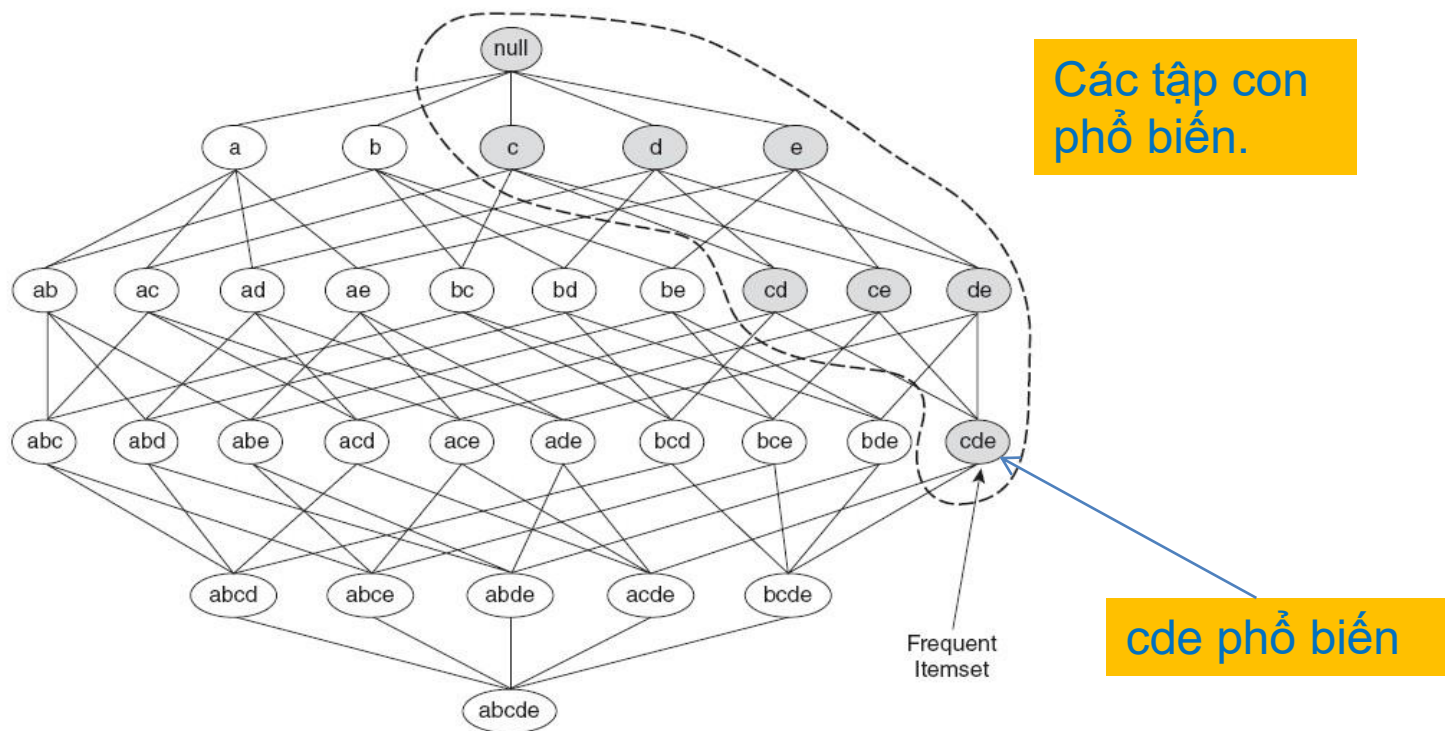 null
Các tập con
phổ biến.
a b c d e
ab ac ad ae bc bd be cd ce de
abc abd abe acd ace ade bcd bce bde cde
abcd abce abde acde bcde
Frequent
Itemset
cde phổ biến
abcde